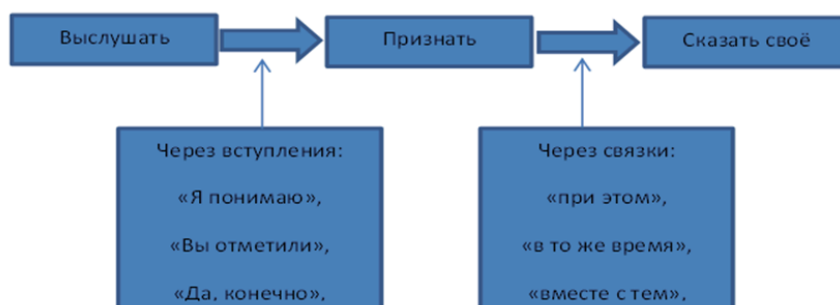 Выслушать
Признать
Сказать своё
Через вступления:
«Я понимаю»,
«Вы отметили»,
«Да, конечно»,
Через связки:
«при этом»,
«в то же время»,
«вместе с тем»,